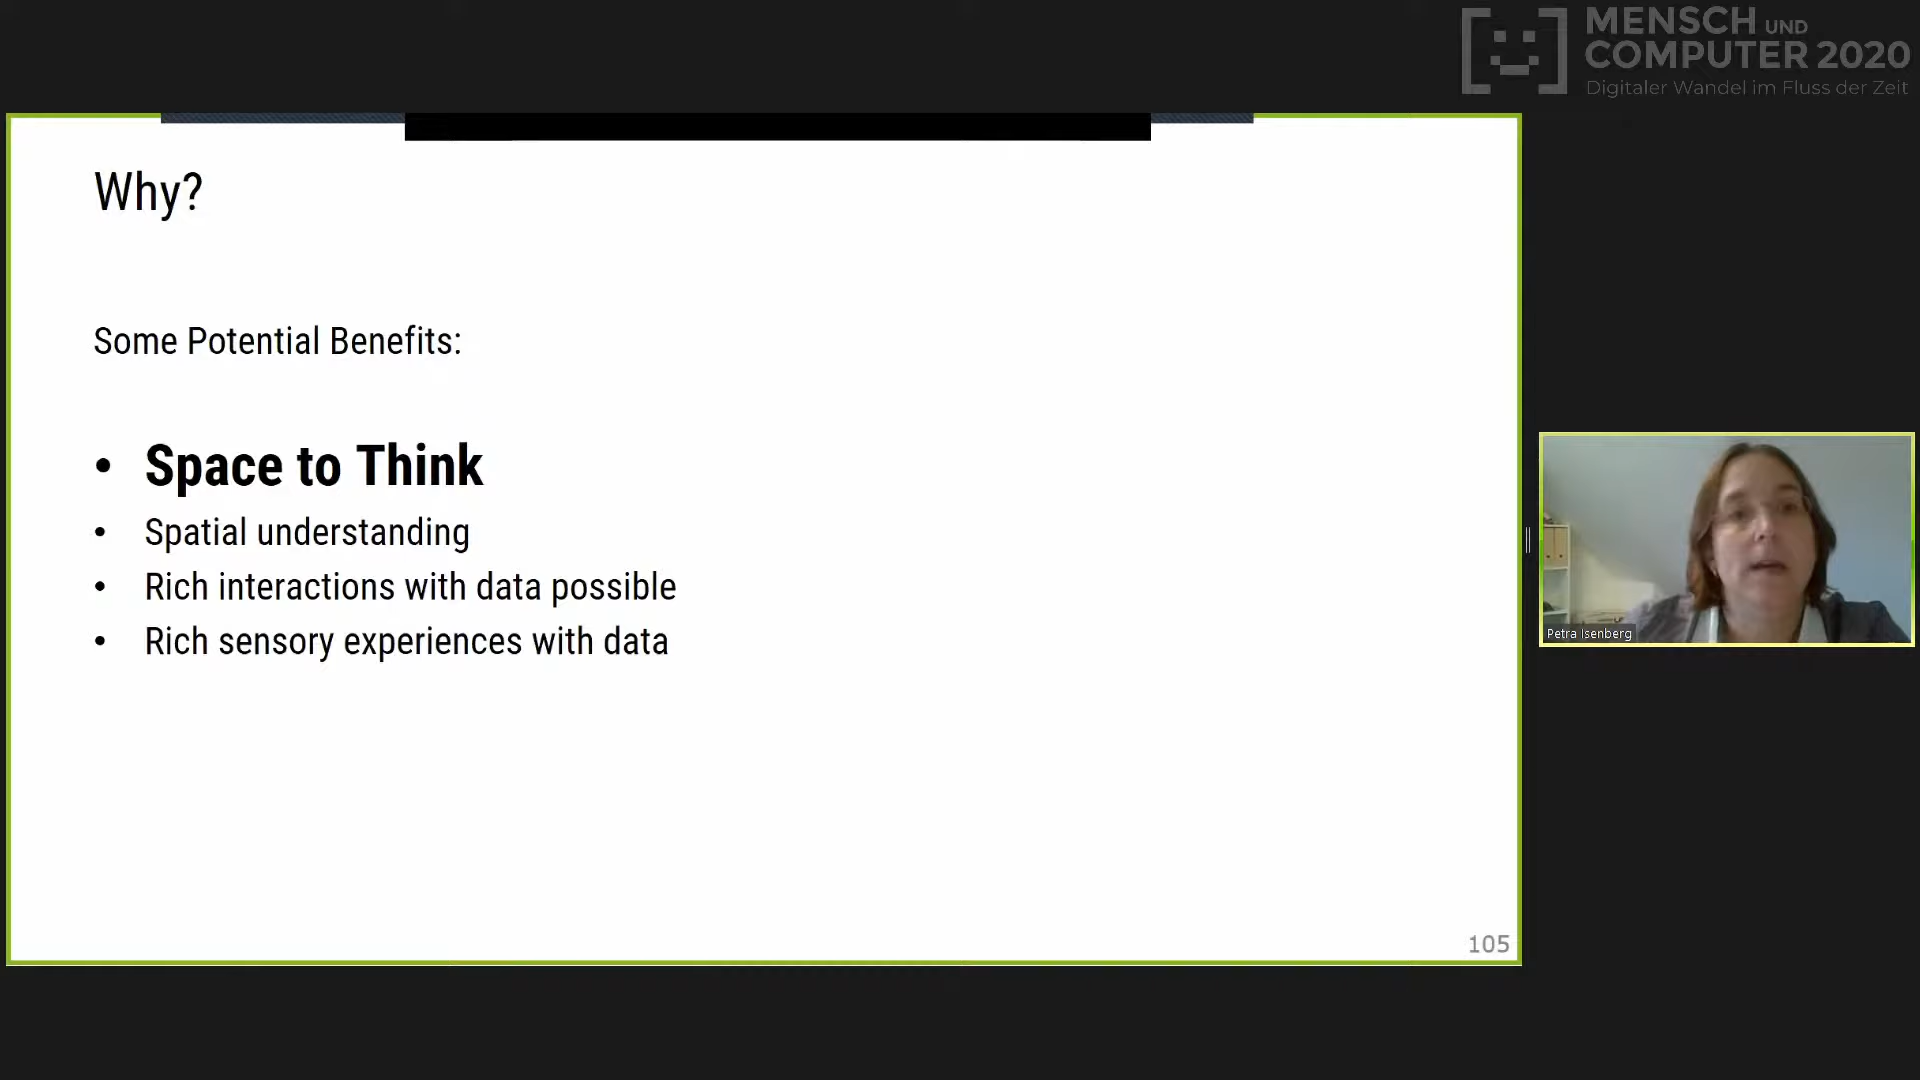 MENSCH UND
COMPUTER 2020
Digitaler Wandel im Fluss der Zeit
Why?
Some Potential Benefits:
• Space to Think
• Spatial understanding
• Rich interactions with data possible
• Rich sensory experiences with data
Petra Isenberg
105